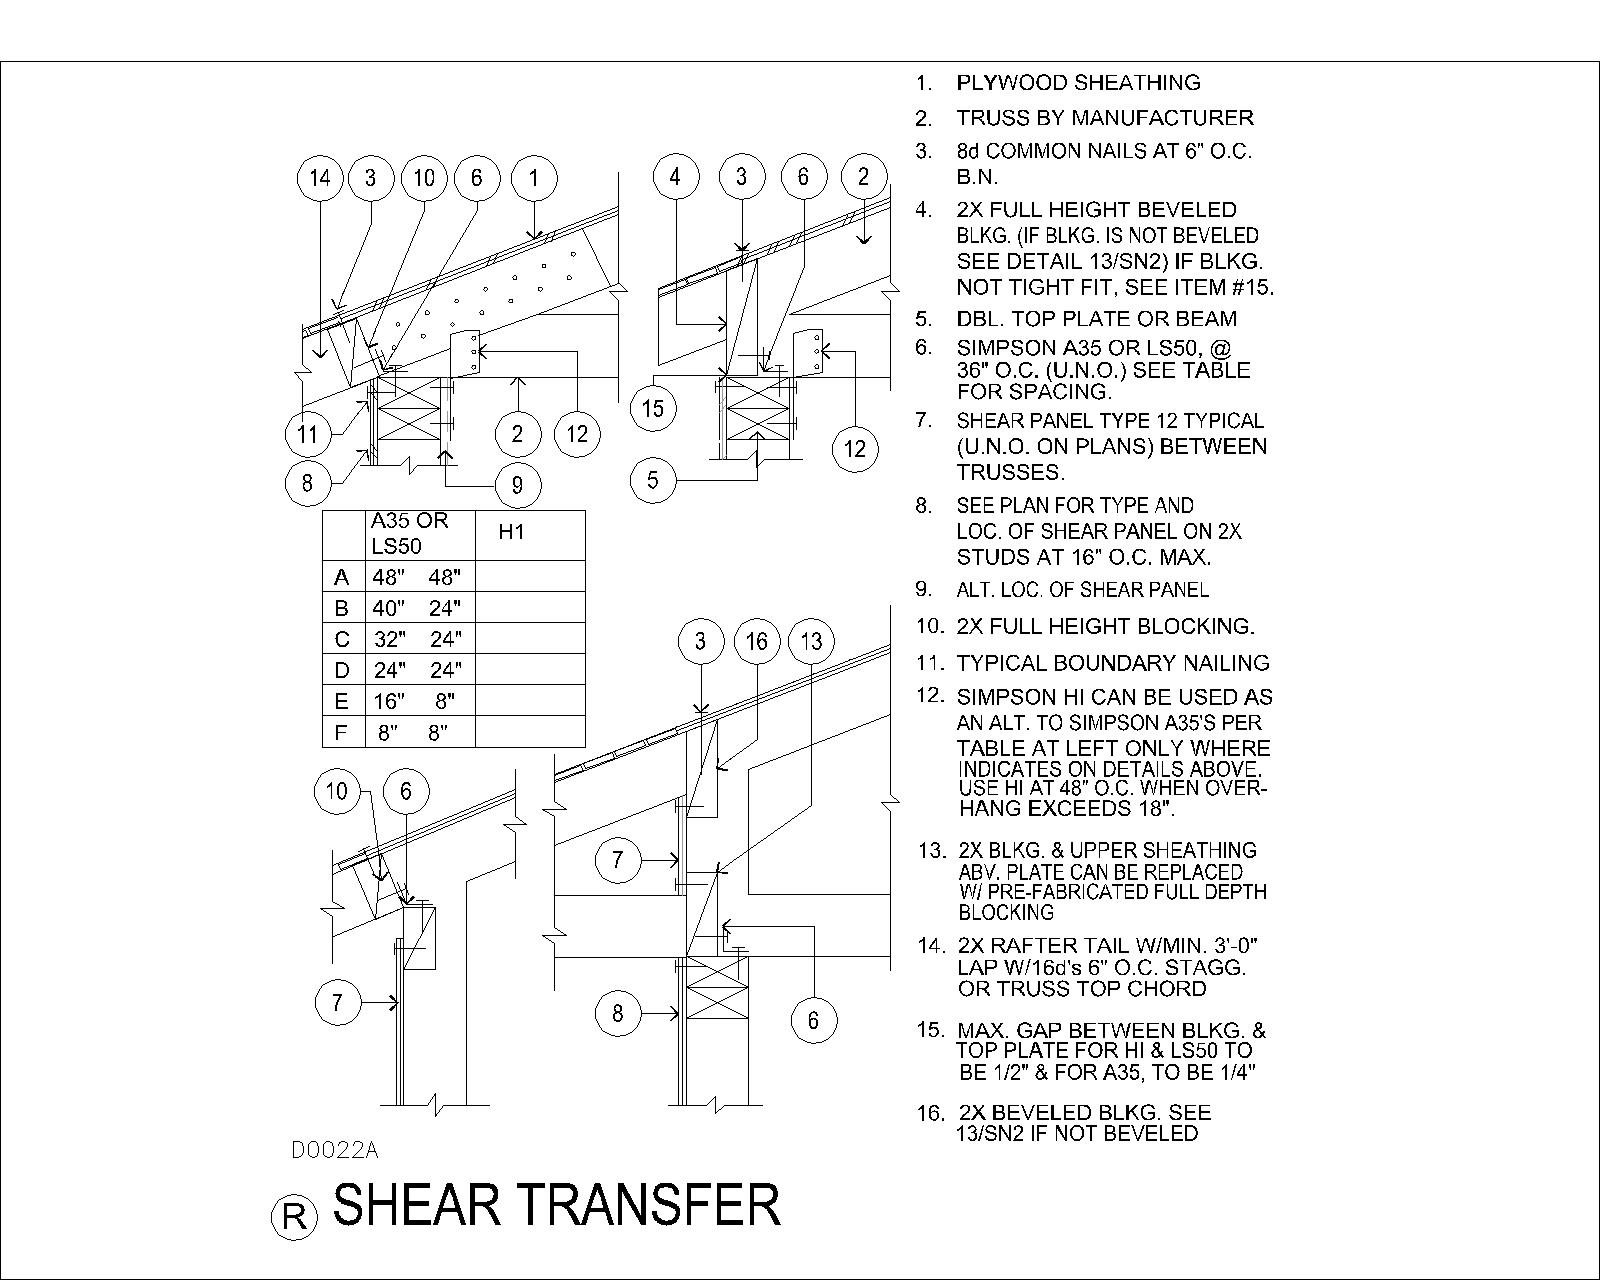 1. PLYWOOD SHEATHING
2. TRUSS BY MANUFACTURER
3. 8d COMMON NAILS AT 6" O.C.
B.N.
4. 2X FULL HEIGHT BEVELED
BLKG. (IF BLKG. IS NOT BEVELED
SEE DETAIL 13/SN2) IF BLKG.
NOT TIGHT FIT, SEE ITEM #15.
5. DBL. TOP PLATE OR BEAM
6. SIMPSON A35 OR LS50, @
36" O.C. (U.N.O.) SEE TABLE
FOR SPACING.
7. SHEAR PANEL TYPE 12 TYPICAL
(U.N.O. ON PLANS) BETWEEN
TRUSSES.
8. SEE PLAN FOR TYPE AND
LOC. OF SHEAR PANEL ON 2X
STUDS AT 16" O.C. MAX.
9. ALT. LOC. OF SHEAR PANEL
10. 2X FULL HEIGHT BLOCKING.
11. TYPICAL BOUNDARY NAILING
12. SIMPSON HI CAN BE USED AS
AN ALT. TO SIMPSON A35'S PER
TABLE AT LEFT ONLY WHERE
INDICATES ON DETAILS ABOVE.
USE HI AT 48" O.C. WHEN OVER-
HANG EXCEEDS 18".
13. 2X BLKG. & UPPER SHEATHING
ABV. PLATE CAN BE REPLACED
W/ PRE-FABRICATED FULL DEPTH
BLOCKING
14. 2X RAFTER TAIL W/MIN. 3'-0"
LAP W/16d's 6" O.C. STAGG.
OR TRUSS TOP CHORD
15. MAX. GAP BETWEEN BLKG. &
TOP PLATE FOR HI & LS50 TO
BE 1/2" & FOR A35, TO BE 1/4"
16. 2X BEVELED BLKG. SEE
13/SN2 IF NOT BEVELED
14 3 10 6 1
11 2 12
8 9
4 3 6 2
15
12
5
A35 OR
LS50 H1
A 48" 48"
B 40" 24"
C 32" 24"
D 24" 24"
E 16" 8"
F 8" 8"
10 6
7
3 16 13
7
8 6
D0022A
R SHEAR TRANSFER